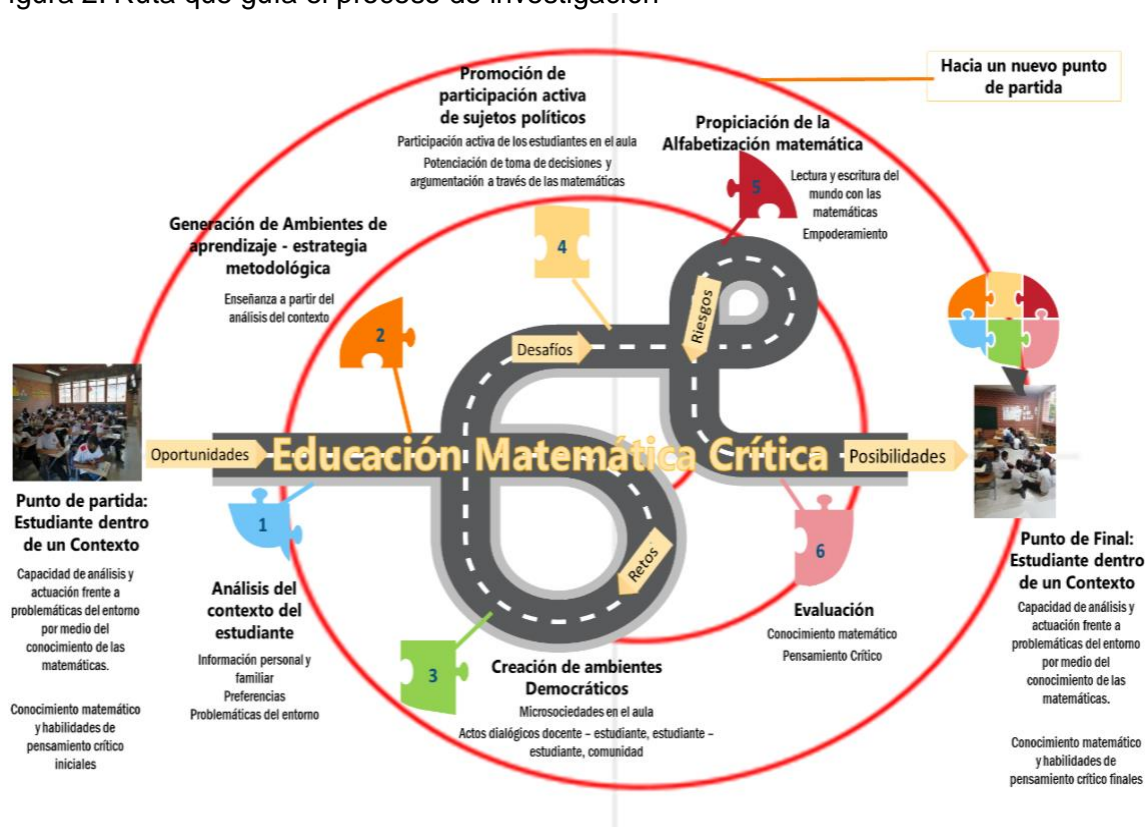 igura 2. Ruta que guía el proceso de investigación
Hacia un nuevo punto
de partida
Promoción de
participación activa
de sujetos políticos
Participación activa de los estudiantes en el aula
Potenciación de toma de decisiones y
argumentación a través de las matemáticas
Propiciación de la
Alfabetización matemática
Lectura y escritura del
mundo con las
matemáticas
Empoderamiento
5
4
Generación de Ambientes de
aprendizaje - estrategia
metodológica
Enseñanza a partir del
análisis del contexto
2
Desafíos
Riesgos
Oportunidades
Educación Matemática Crítica
Posibilidades
Punto de partida:
Estudiante dentro
de un Contexto
Capacidad de análisis y
actuación frente a
problemáticas del entorno
por medio del
conocimiento de las
matemáticas.
Conocimiento matemático
y habilidades de
pensamiento crítico
iniciales
1
Análisis del
contexto del
estudiante
Información personal y
familiar
Preferencias
Problemáticas del entorno
Retos
3
Creación de ambientes
Democráticos
Microsociedades en el aula
Actos dialógicos docente – estudiante, estudiante –
estudiante, comunidad
6
Evaluación
Conocimiento matemático
Pensamiento Crítico
Punto de Final:
Estudiante dentro
de un Contexto
Capacidad de análisis y
actuación frente a
problemáticas del entorno
por medio del
conocimiento de las
matemáticas.
Conocimiento matemático
y habilidades de
pensamiento crítico finales